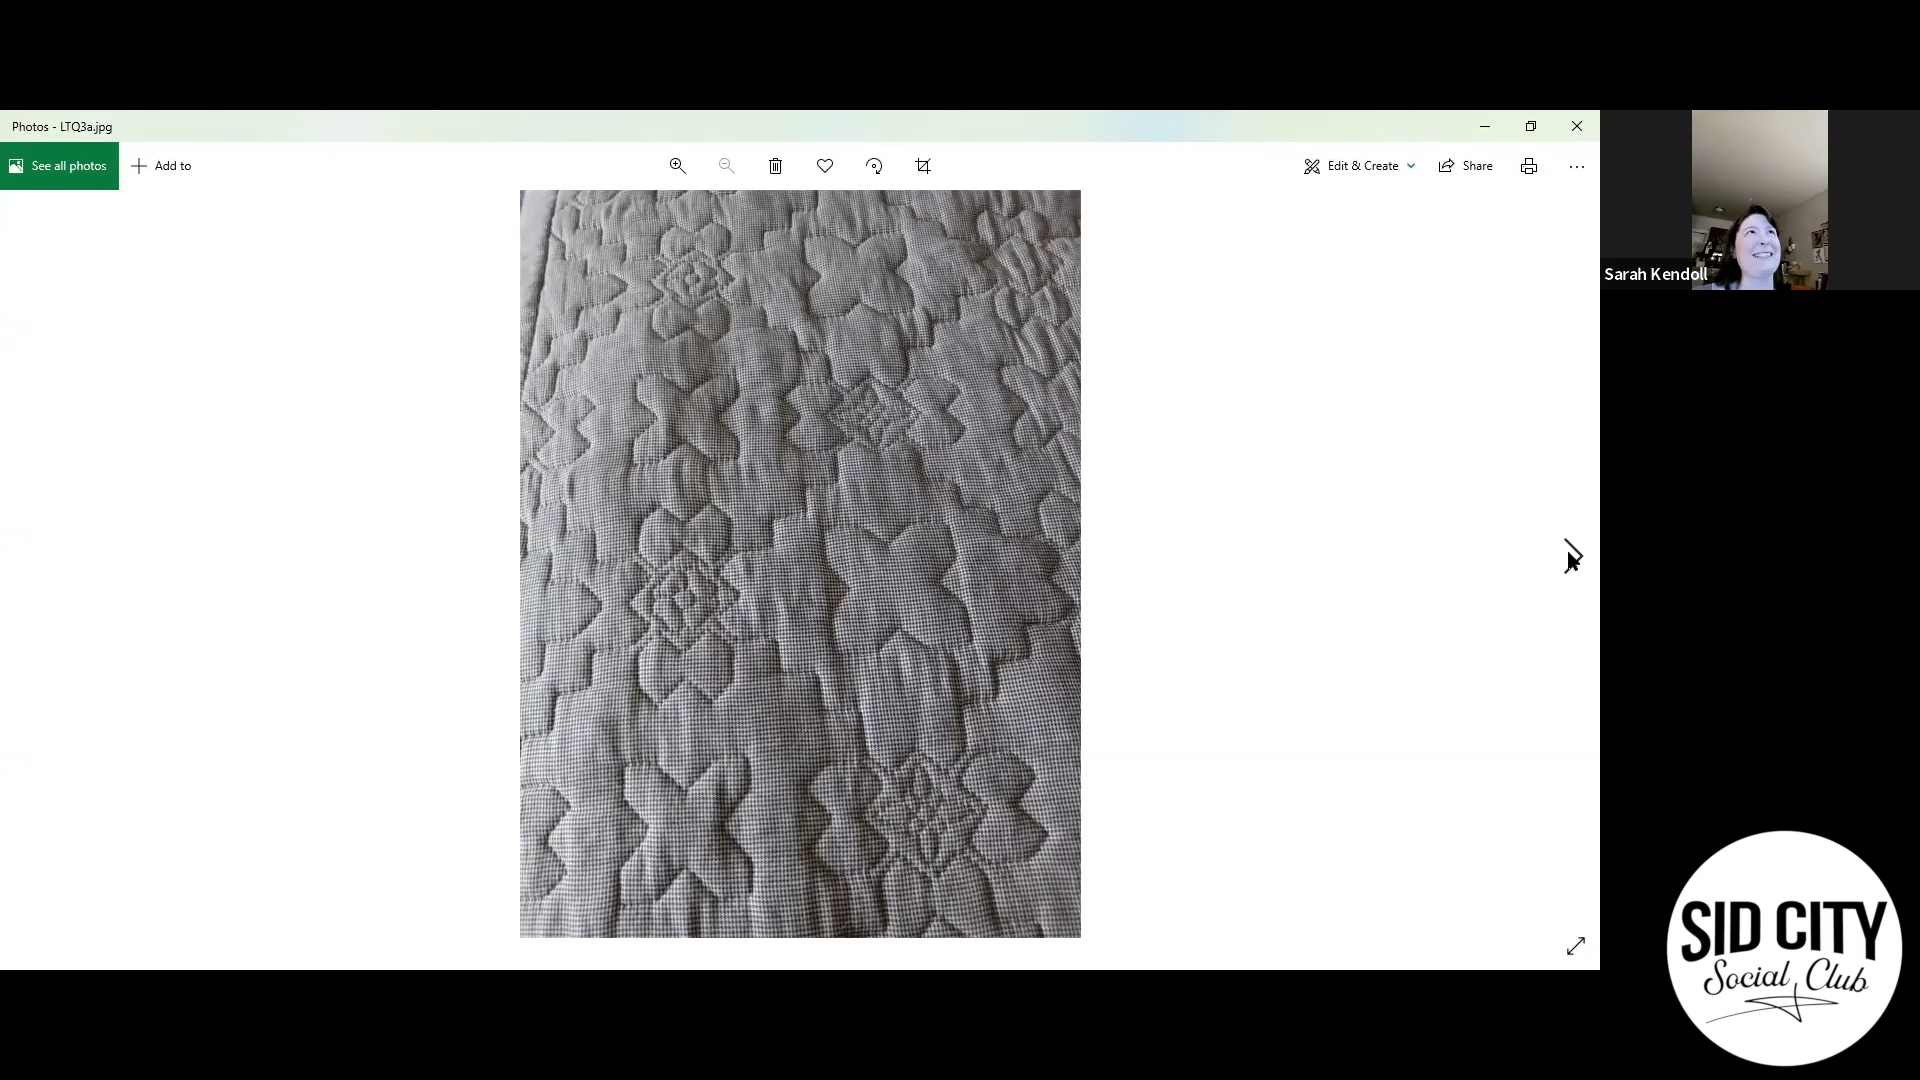 Photos - LTQ3a.jpg
See all photos
Add to
Edit & Create
Share
Sarah Kendoll
SID CITY
Social Club